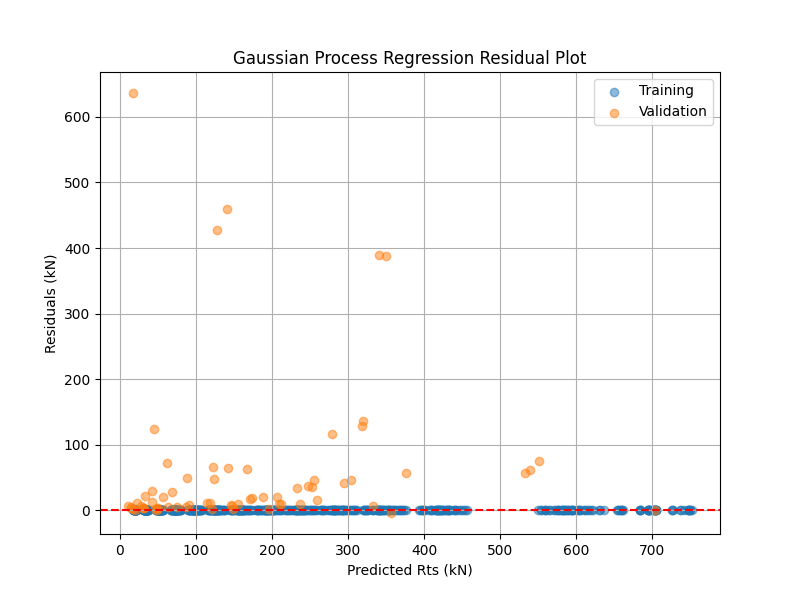 Gaussian Process Regression Residual Plot
Training
Validation
600
500
400
300
200
100
0
Residuals (kN)
0 100 200 300 400 500 600 700
Predicted Rts (kN)